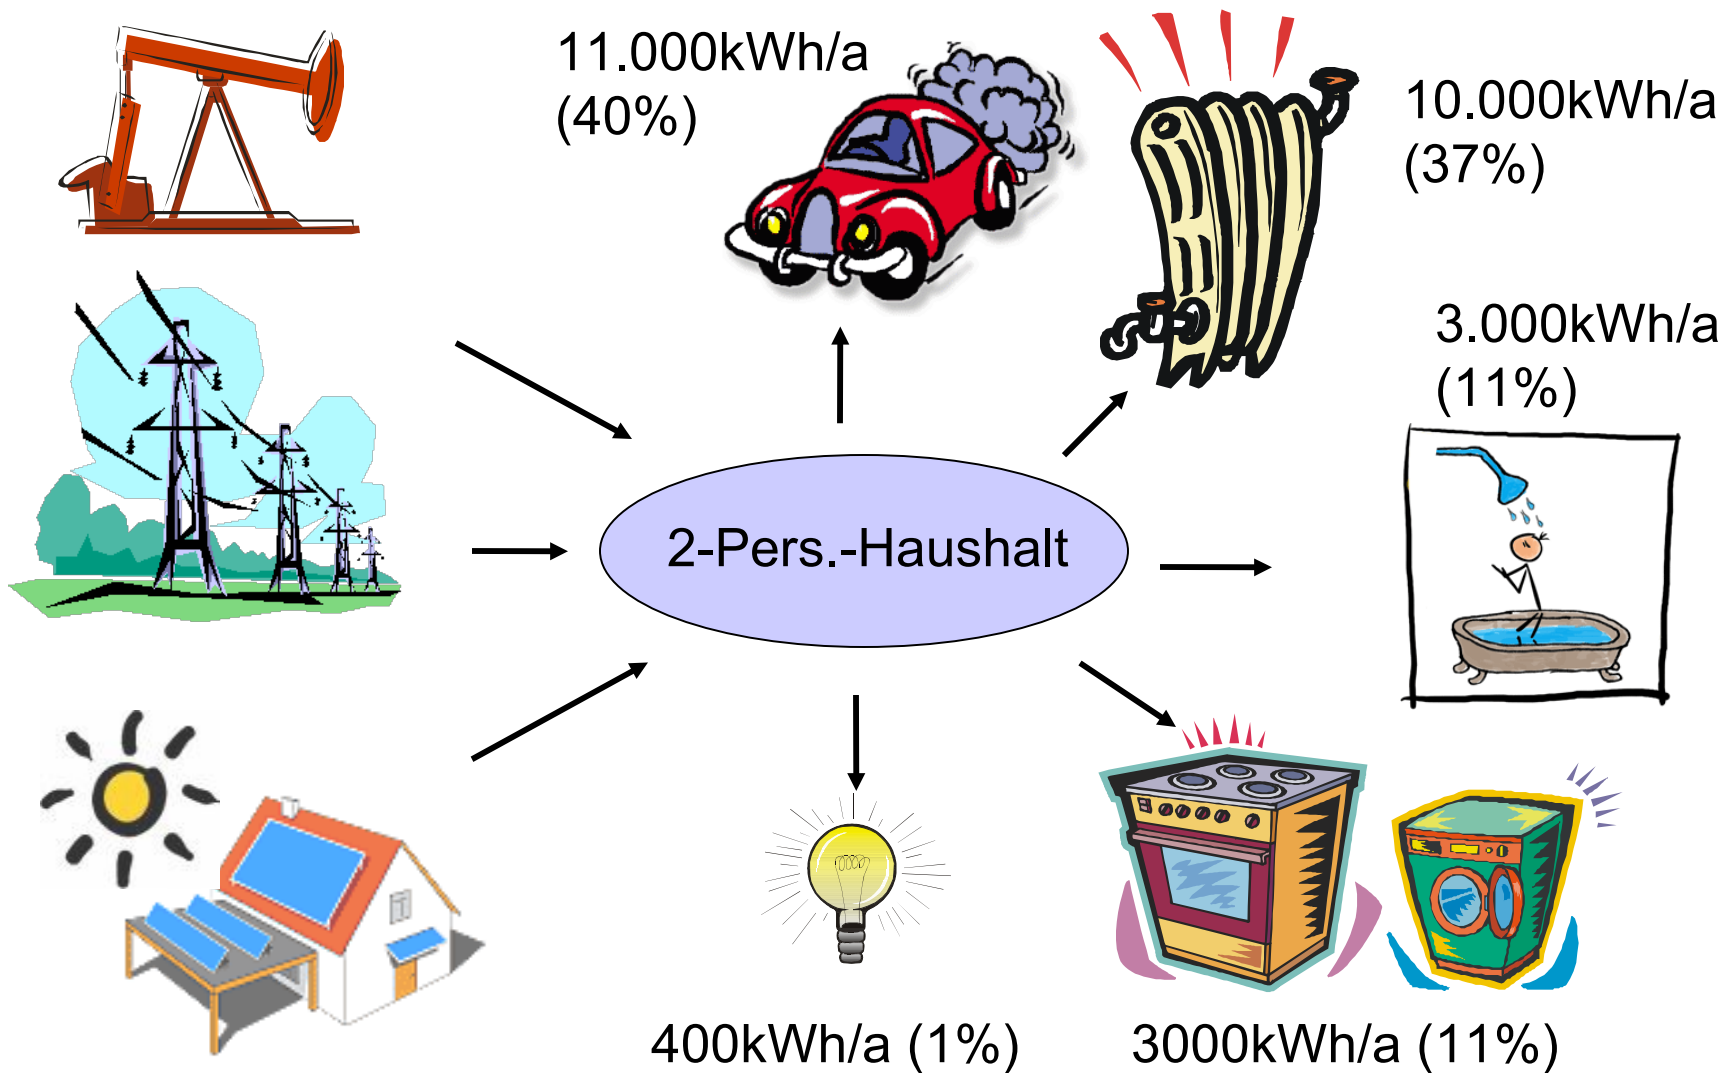 11.000kWh/a
(40%)
10.000kWh/a
(37%)
3.000kWh/a
(11%)
2-Pers.-Haushalt
400kWh/a (1%)
3000kWh/a (11%)